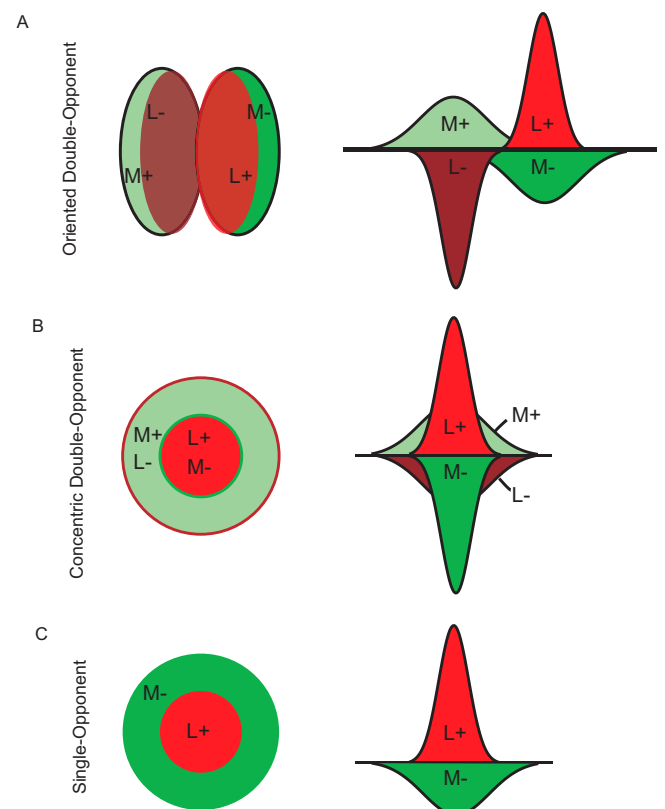 A
Oriented Double-Opponent
L-
M-
M+
L+
M+
L+
L-
M-
B
Concentric Double-Opponent
M+
L+
L-
M-
M+
L+
M-
L-
C
Single-Opponent
M-
L+
L+
M-